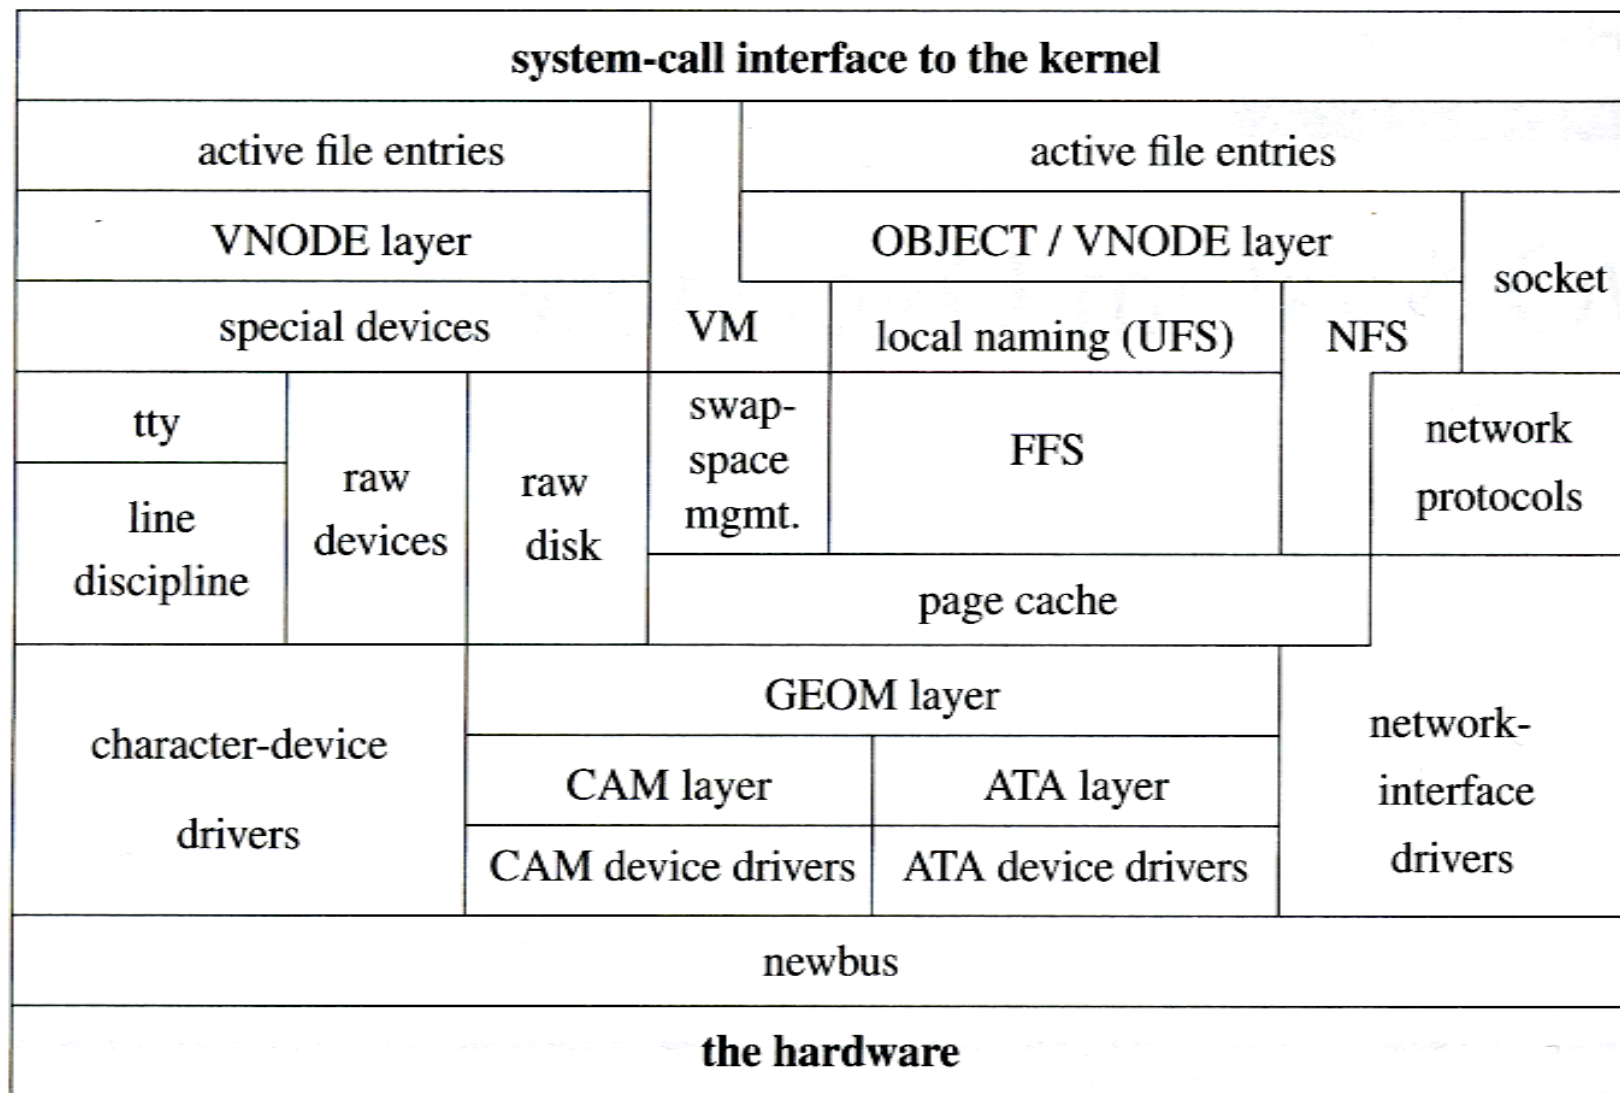 system-call interface to the kernel
active file entries
active file entries
VNODE layer
OBJECT / VNODE layer
socket
special devices
VM
local naming (UFS)
NFS
tty
line
discipline
raw
devices
raw
disk
swap-
space
mgmt.
FFS
network
protocols
page cache
character-device
drivers
GEOM layer
CAM layer
ATA layer
CAM device drivers
ATA device drivers
network-
interface
drivers
newbus
the hardware